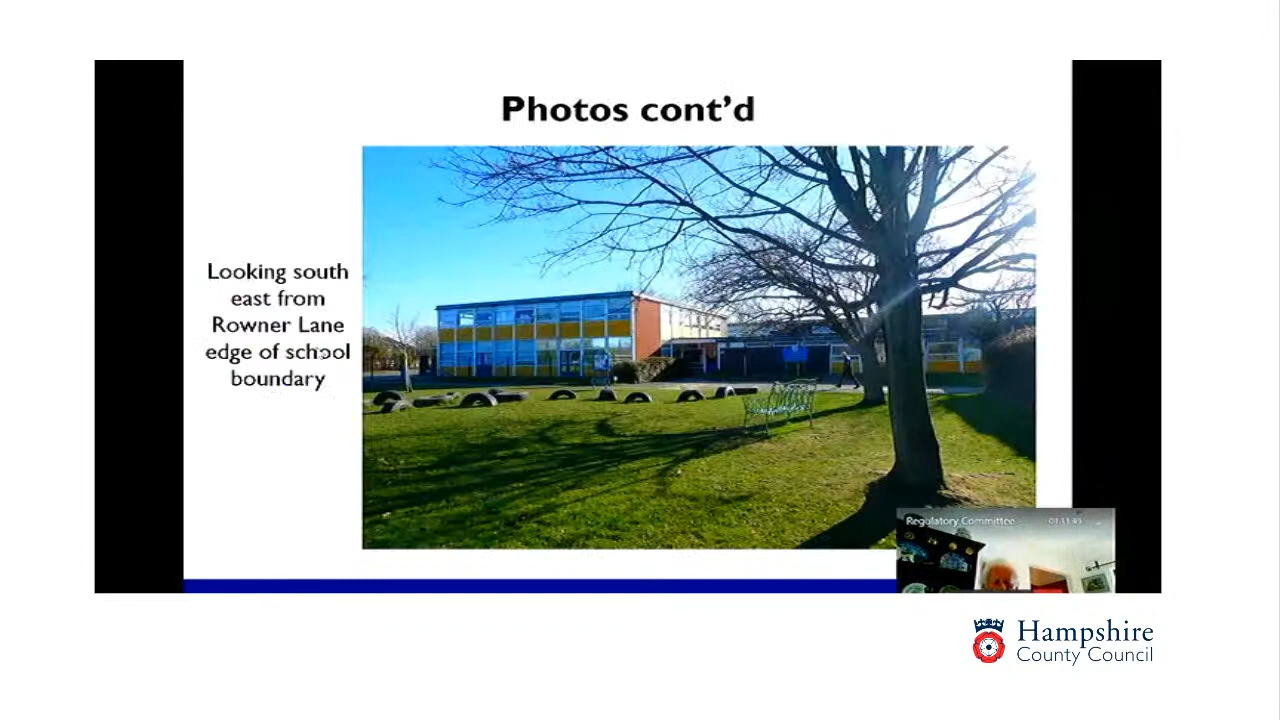 Photos cont'd
Looking south
east from
Rowner Lane
edge of school
boundary
Regulatory Committee
Hampshire
County Council